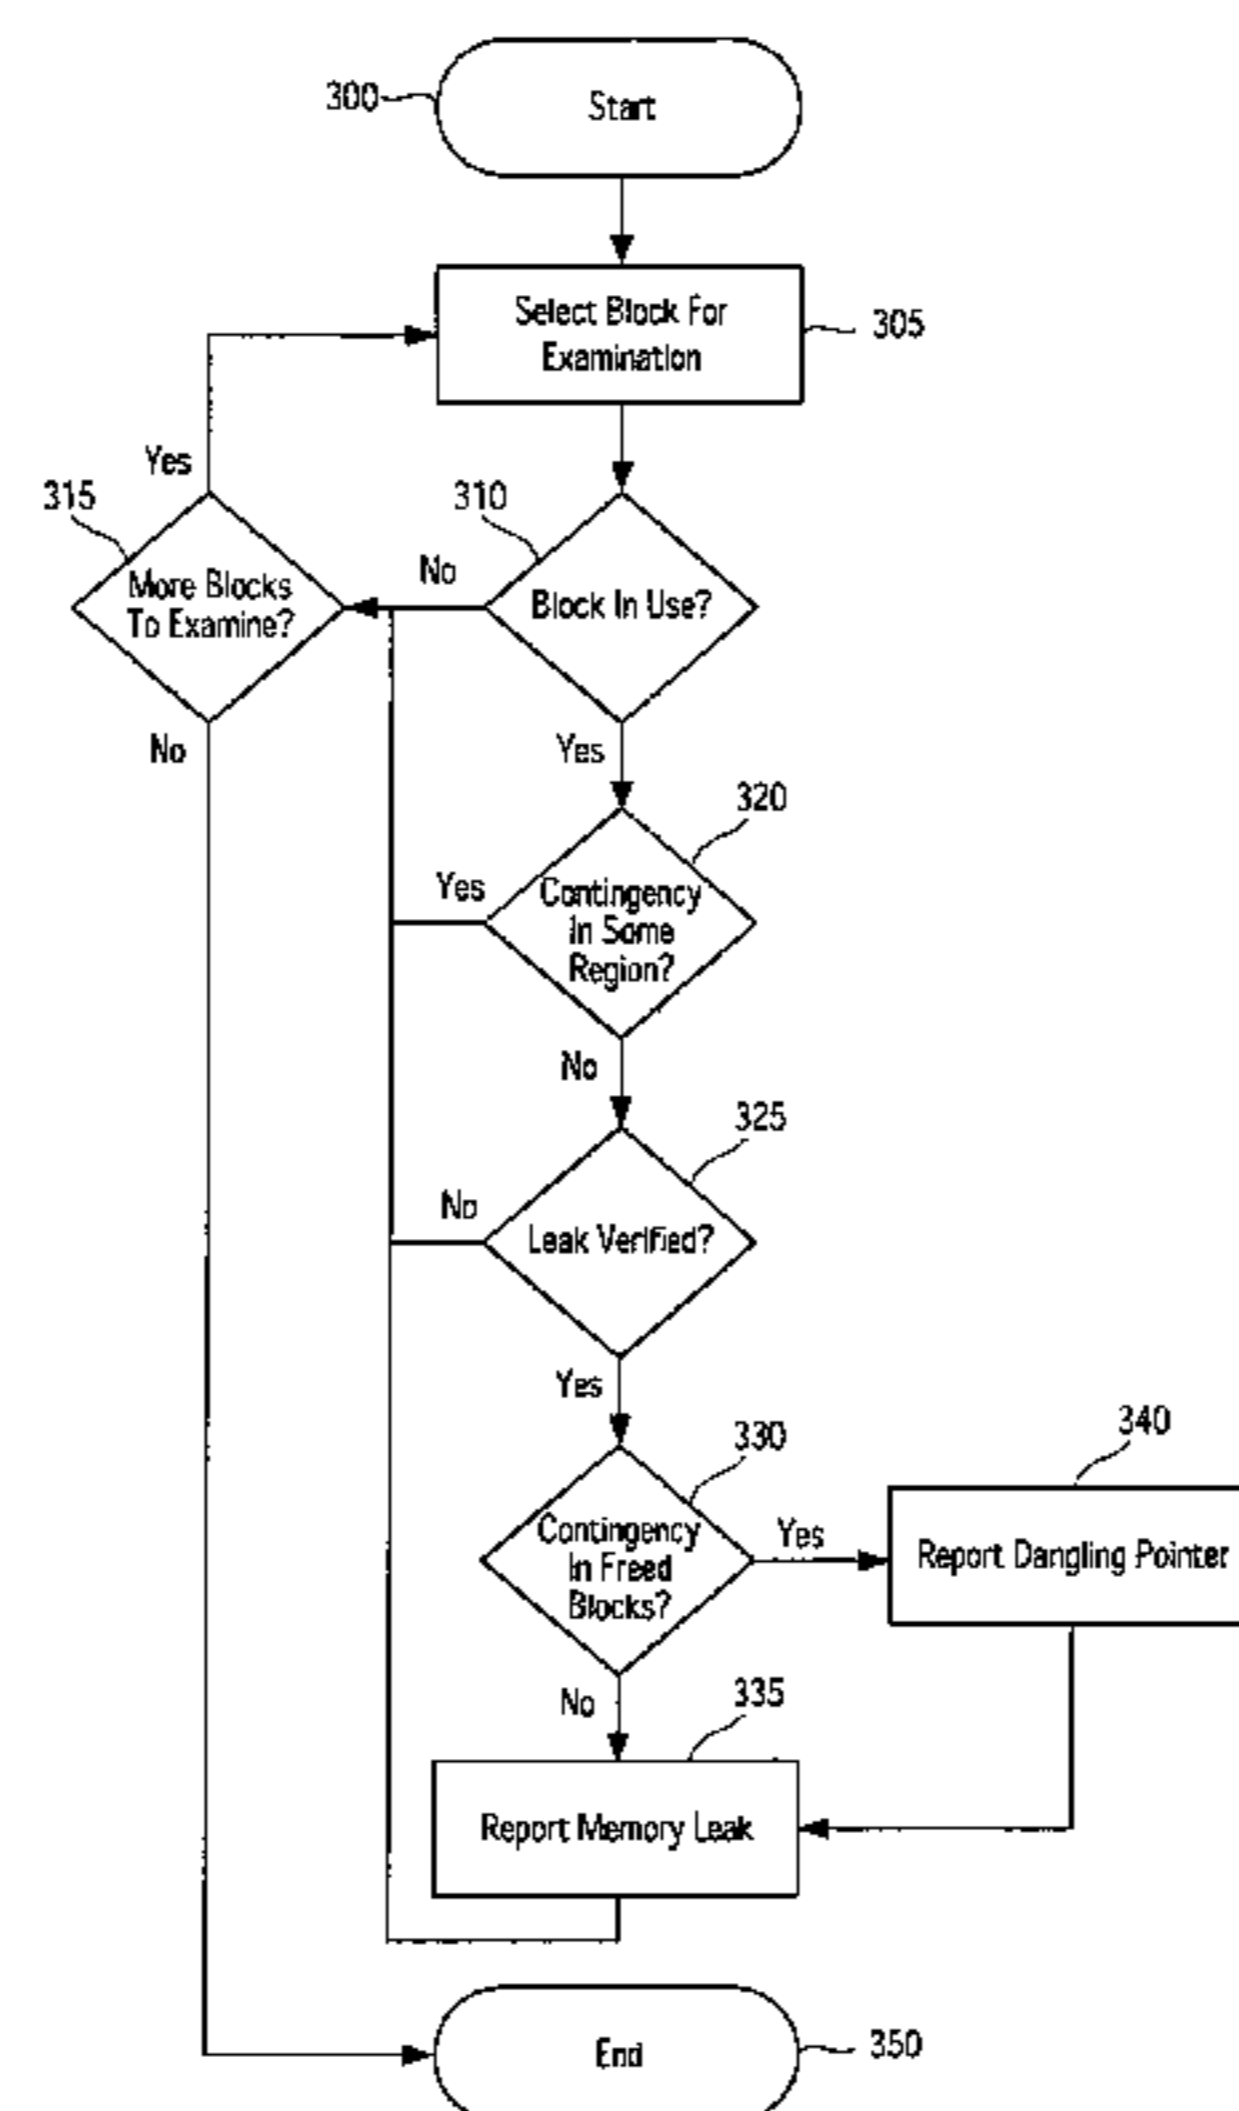 300
Start
Select Block For
Examination
305
Yes
315
310
More Blocks
To Examine?
No
Block In Use?
No
Yes
320
Yes
Contingency
In Some
Region?
No
325
No
Leak Verified?
Yes
330
340
Contingency
In Freed
Blocks?
Yes
Report Dangling Pointer
No
335
Report Memory Leak
End
350